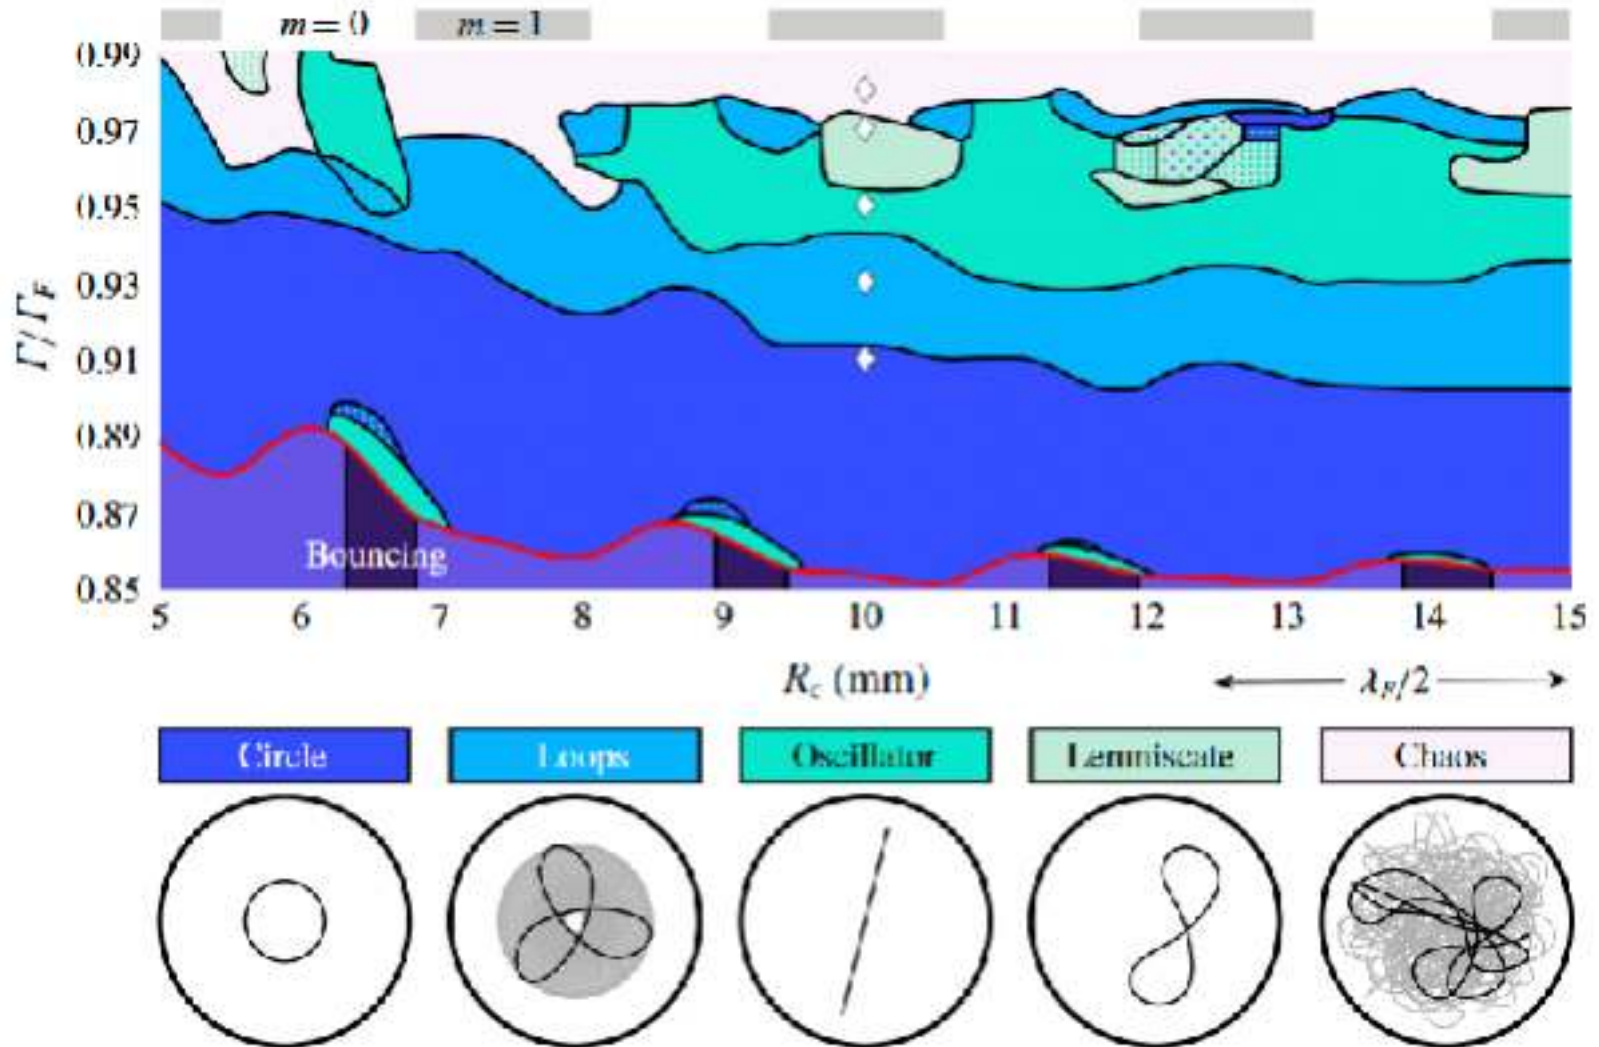 m = 0
m = 1
0.99
0.97
0.95
0.93
0.91
0.89
0.87
0.85
Γ/Γ_F
Bouncing
5 6 7 8 9 10 11 12 13 14 15
R_c (mm)
λ_F/2
Circle Loops Oscillator Lemniscate Chaos